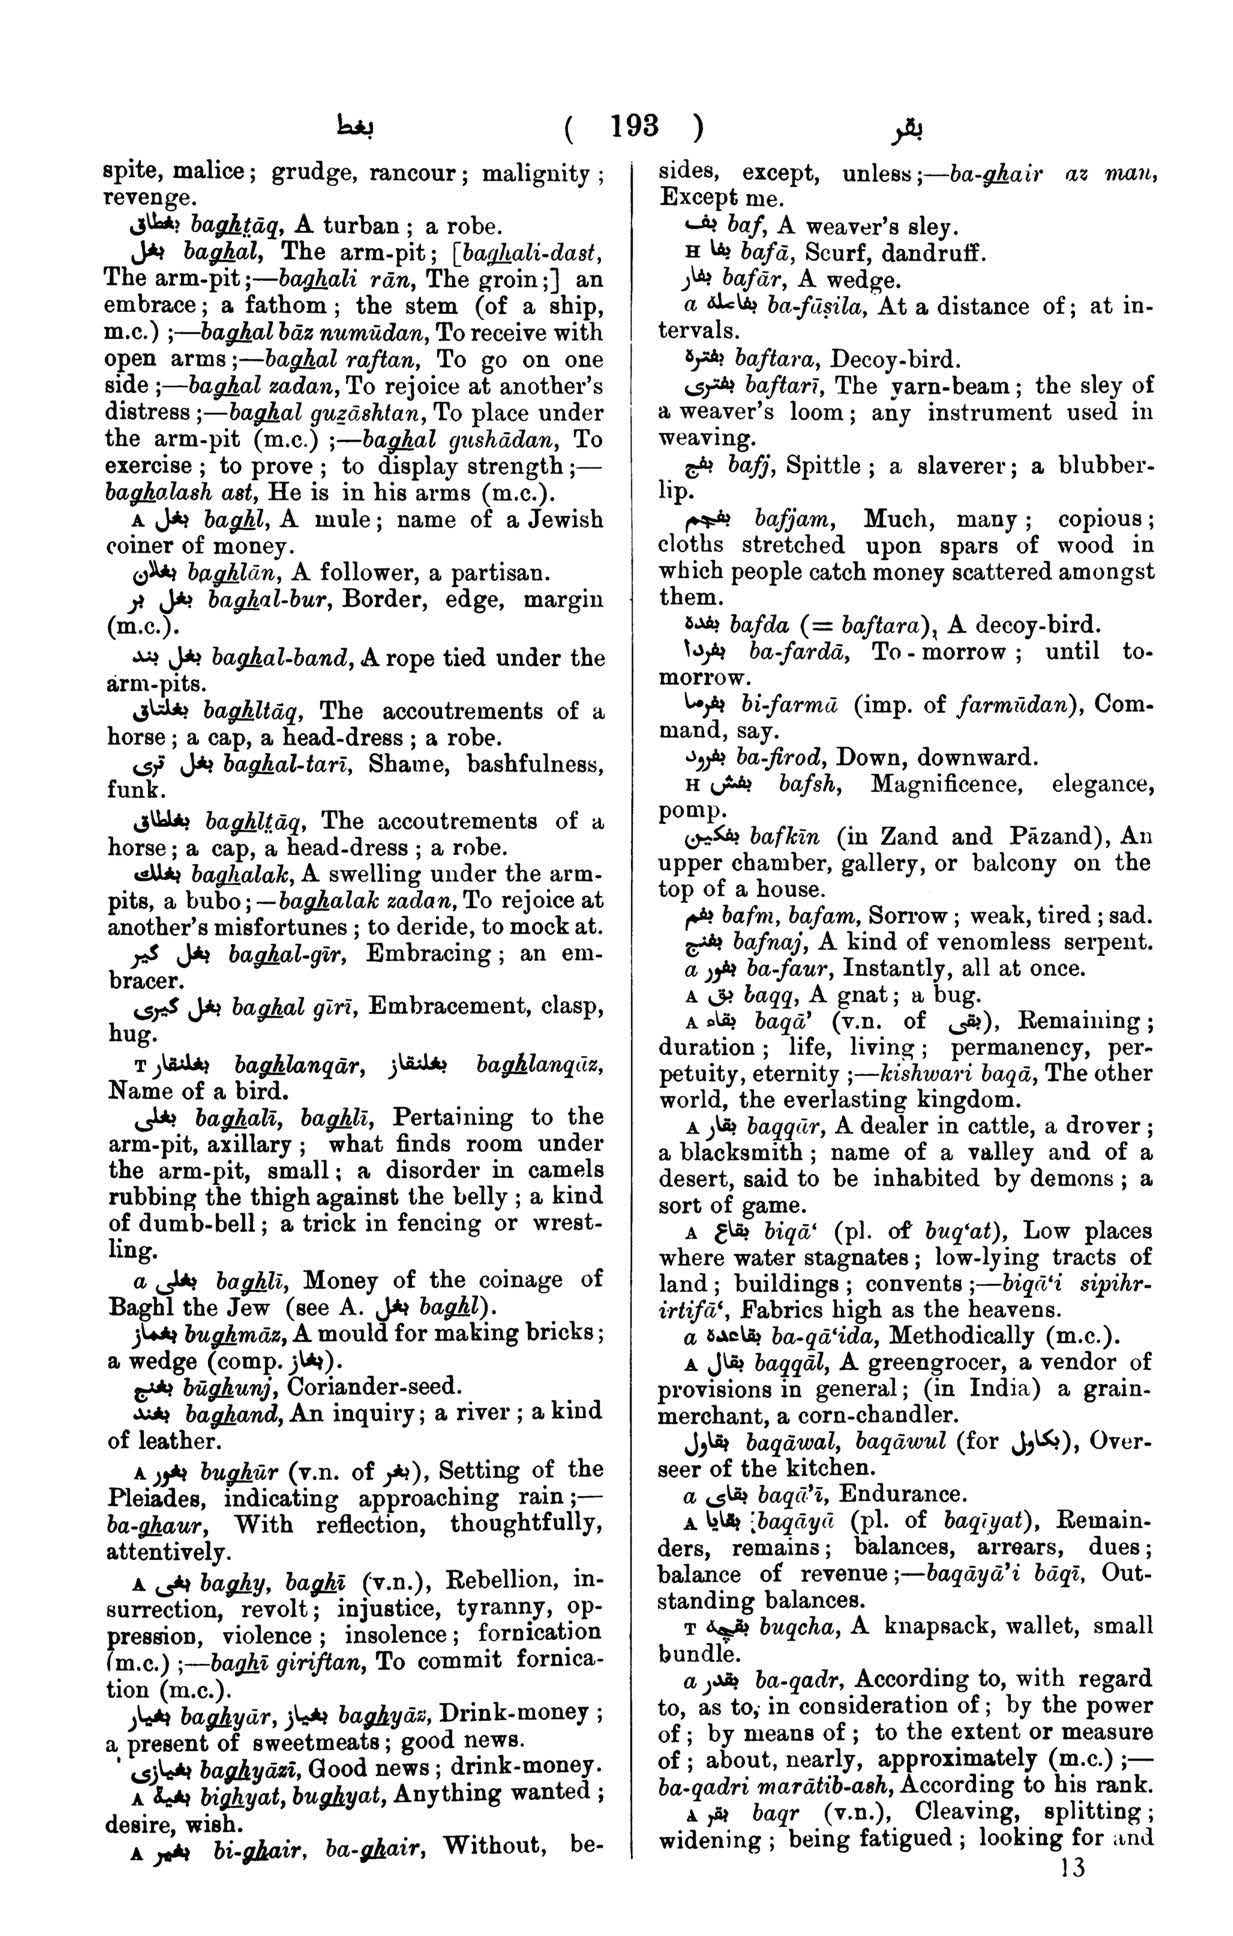 بغط ( 193 ) بقر
spite, malice; grudge, rancour; malignity;
revenge.
بغطاق baghṭāq, A turban; a robe.
بغل baghal, The arm-pit; [baghali-dast,
The arm-pit;—baghali rān, The groin;] an
embrace; a fathom; the stem (of a ship,
m.c.);—baghal bāz numūdan, To receive with
open arms;—baghal raftan, To go on one
side;—baghal zadan, To rejoice at another's
distress;—baghal guẕāshtan, To place under
the arm-pit (m.c.);—baghal gushādan, To
exercise; to prove; to display strength;—
baghalash ast, He is in his arms (m.c.).
A بغل baghl, A mule; name of a Jewish
coiner of money.
بغلان baghlān, A follower, a partisan.
بغل بر baghal-bur, Border, edge, margin
(m.c.).
بغل بند baghal-band, A rope tied under the
arm-pits.
بغلتاق baghltāq, The accoutrements of a
horse; a cap, a head-dress; a robe.
بغل تری baghal-tarī, Shame, bashfulness,
funk.
بغلطاق baghlṭāq, The accoutrements of a
horse; a cap, a head-dress; a robe.
بغلك baghalak, A swelling under the arm-
pits, a bubo;—baghalak zadan, To rejoice at
another's misfortunes; to deride, to mock at.
بغل گیر baghal-gīr, Embracing; an em-
bracer.
بغل گیری baghal gīrī, Embracement, clasp,
hug.
T بغلنقار baghlanqār, بغلنقاز baghlanqāz,
Name of a bird.
بغلی baghalī, baghlī, Pertaining to the
arm-pit, axillary; what finds room under
the arm-pit, small; a disorder in camels
rubbing the thigh against the belly; a kind
of dumb-bell; a trick in fencing or wrest-
ling.
a بغلی baghlī, Money of the coinage of
Baghl the Jew (see A. بغل baghl).
بغماز bughmāz, A mould for making bricks;
a wedge (comp. بغاز).
بغنج būghunj, Coriander-seed.
بغند baghand, An inquiry; a river; a kind
of leather.
A بغور bughūr (v.n. of بغر), Setting of the
Pleiades, indicating approaching rain;—
ba-ghaur, With reflection, thoughtfully,
attentively.
A بغی baghy, baghī (v.n.), Rebellion, in-
surrection, revolt; injustice, tyranny, op-
pression, violence; insolence; fornication
(m.c.);—baghī giriftan, To commit fornica-
tion (m.c.).
بغیار baghyār, بغیاز baghyāz, Drink-money;
a present of sweetmeats; good news.
بغیازی baghyāzī, Good news; drink-money.
A بغیة bighyat, bughyat, Anything wanted;
desire, wish.
A بغیر bi-ghair, ba-ghair, Without, be-
sides, except, unless;—ba-ghair az man,
Except me.
بف baf, A weaver's sley.
H بفا bafā, Scurf, dandruff.
بفار bafār, A wedge.
a بفاصله ba-fāṣila, At a distance of; at in-
tervals.
بفتره baftara, Decoy-bird.
بفتری baftarī, The yarn-beam; the sley of
a weaver's loom; any instrument used in
weaving.
بفج bafj, Spittle; a slaverer; a blubber-
lip.
بفجم bafjam, Much, many; copious;
cloths stretched upon spars of wood in
which people catch money scattered amongst
them.
بفده bafda (= baftara), A decoy-bird.
بفردا ba-fardā, To-morrow; until to-
morrow.
بفرما bi-farmā (imp. of farmūdan), Com-
mand, say.
بفرود ba-firod, Down, downward.
H بفش bafsh, Magnificence, elegance,
pomp.
بفکین bafkīn (in Zand and Pāzand), An
upper chamber, gallery, or balcony on the
top of a house.
بفم bafm, bafam, Sorrow; weak, tired; sad.
بفنج bafnaj, A kind of venomless serpent.
a بفور ba-faur, Instantly, all at once.
A بق baqq, A gnat; a bug.
A بقاء baqā' (v.n. of بقی), Remaining;
duration; life, living; permanency, per-
petuity, eternity;—kishwari baqā, The other
world, the everlasting kingdom.
A بقار baqqār, A dealer in cattle, a drover;
a blacksmith; name of a valley and of a
desert, said to be inhabited by demons; a
sort of game.
A بقاع biqā‘ (pl. of buq‘at), Low places
where water stagnates; low-lying tracts of
land; buildings; convents;—biqā‘i sipihr-
irtifā‘, Fabrics high as the heavens.
a بقاعده ba-qā‘ida, Methodically (m.c.).
A بقال baqqāl, A greengrocer, a vendor of
provisions in general; (in India) a grain-
merchant, a corn-chandler.
بقاول baqāwal, baqāwul (for بکاول), Over-
seer of the kitchen.
a بقای baqā'ī, Endurance.
A بقایا baqāyā (pl. of baqīyat), Remain-
ders, remains; balances, arrears, dues;
balance of revenue;—baqāyā'i bāqī, Out-
standing balances.
T بقچه buqcha, A knapsack, wallet, small
bundle.
a بقدر ba-qadr, According to, with regard
to, as to, in consideration of; by the power
of; by means of; to the extent or measure
of; about, nearly, approximately (m.c.);—
ba-qadri marātib-ash, According to his rank.
A بقر baqr (v.n.), Cleaving, splitting;
widening; being fatigued; looking for and
13